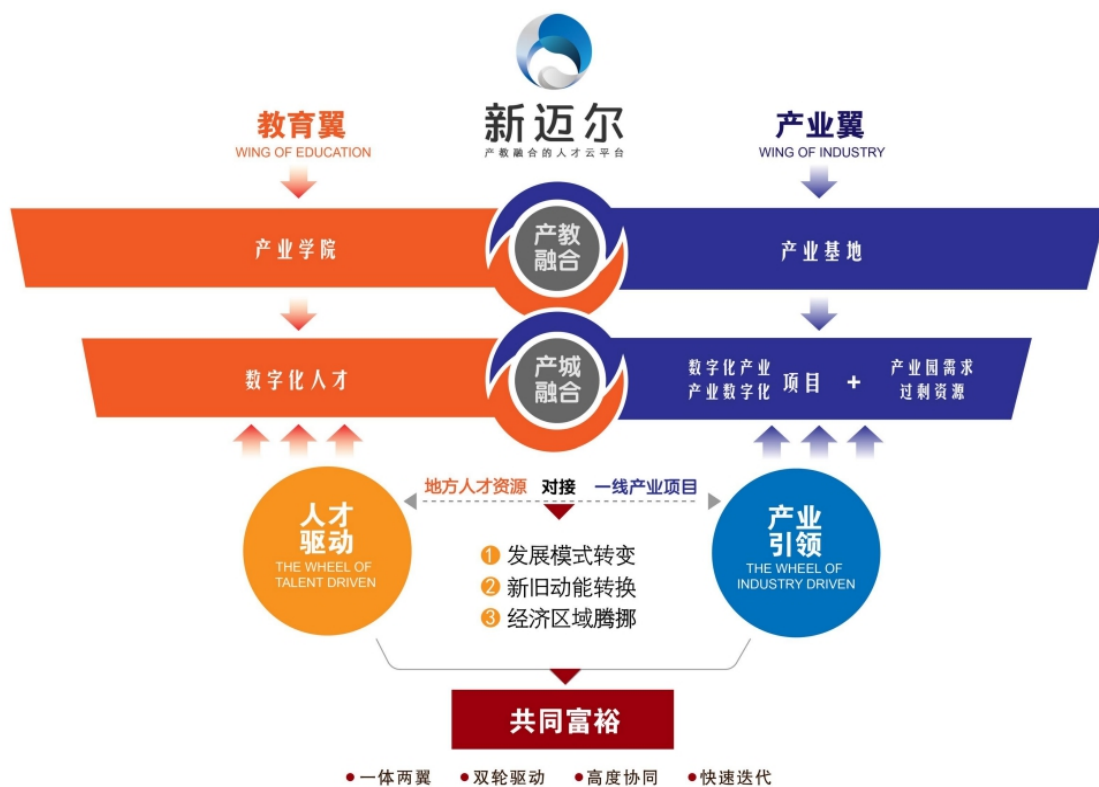 新迈尔
产教融合的人才云平台
教育翼
WING OF EDUCATION
产业翼
WING OF INDUSTRY
产业学院
产教
融合
产业基地
数字化人才
产城
融合
数字化产业
产业数字化
项目
+
产业园需求
过剩资源
人才
驱动
THE WHEEL OF
TALENT DRIVEN
地方人才资源 对接 一线产业项目
1 发展模式转变
2 新旧动能转换
3 经济区域腾挪
产业
引领
THE WHEEL OF
INDUSTRY DRIVEN
共同富裕
●一体两翼 ●双轮驱动 ●高度协同 ●快速迭代